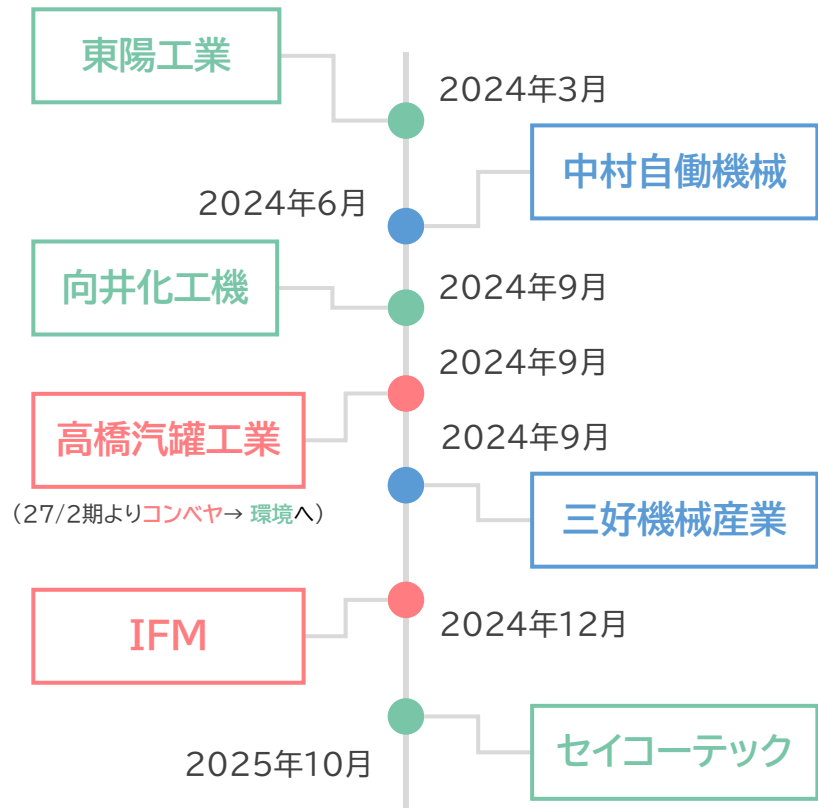 東陽工業
2024年3月
中村自働機械
2024年6月
向井化工機
2024年9月
2024年9月
高橋汽罐工業
(27/2期よりコンベヤ→ 環境へ)
2024年9月
三好機械産業
IFM
2024年12月
セイコーテック
2025年10月